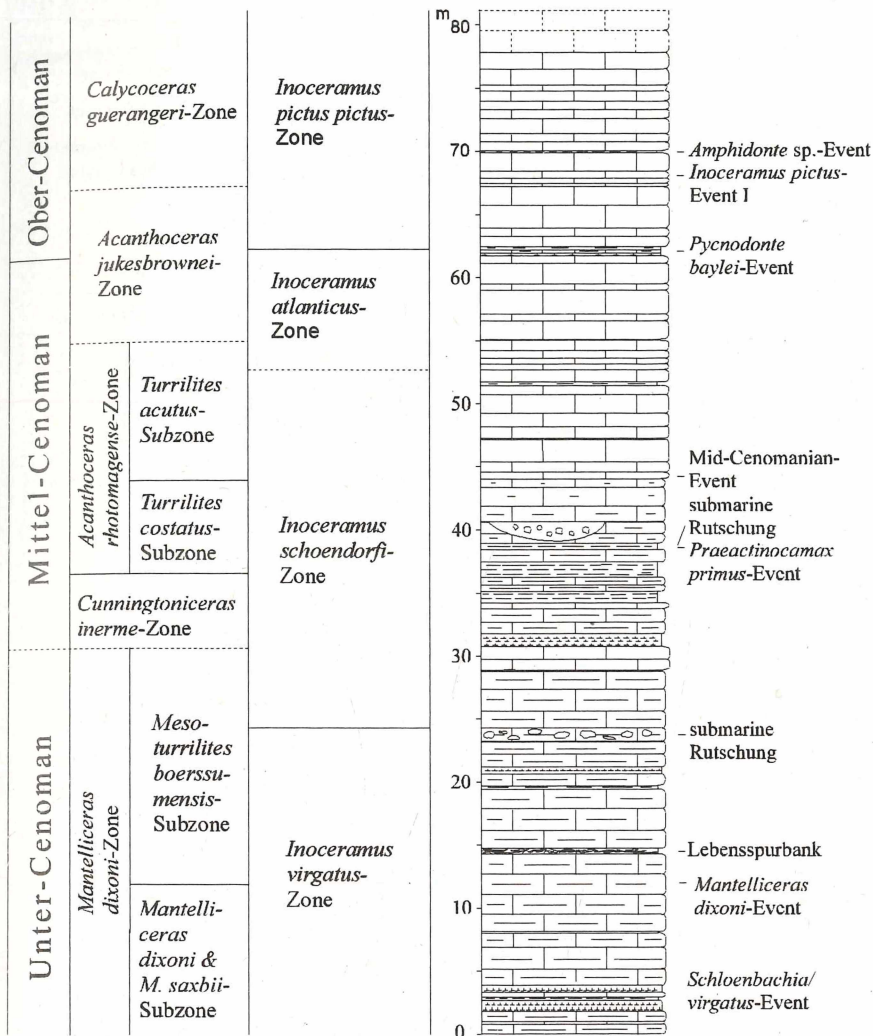 Ober-Cenoman
Mittel-Cenoman
Unter-Cenoman
Calycoceras
guerangeri-Zone
Acanthoceras
jukesbrownei-
Zone
Acanthoceras
rhotomagense-Zone
Turrilites
acutus-
Subzone
Turrilites
costatus-
Subzone
Cunningtoniceras
inerme-Zone
Mantelliceras
dixoni-Zone
Meso-
turrilites
boerssu-
mensis-
Subzone
Mantelli-
ceras
dixoni &
M. saxbii-
Subzone
Inoceramus
pictus pictus-
Zone
Inoceramus
atlanticus-
Zone
Inoceramus
schoendorfi-
Zone
Inoceramus
virgatus-
Zone
m
80
70
60
50
40
30
20
10
0
Amphidonte sp.-Event
Inoceramus pictus-
Event I
Pycnodonte
baylei-Event
Mid-Cenomanian-
Event
submarine
Rutschung
Praeactinocamax
primus-Event
submarine
Rutschung
Lebensspurbank
Mantelliceras
dixoni-Event
Schloenbachia/
virgatus-Event